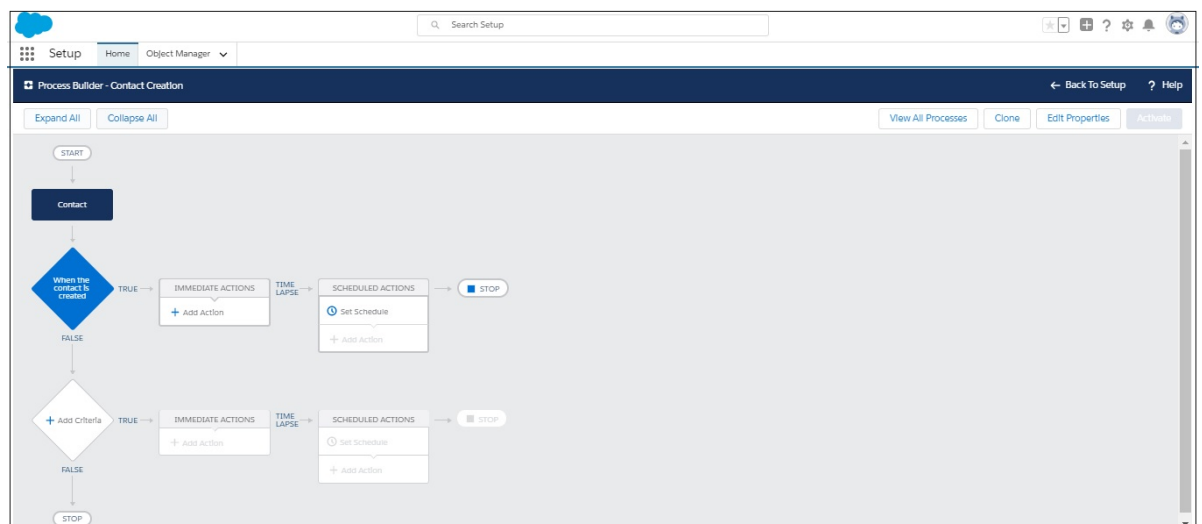 Search Setup
Setup Home Object Manager
Process Builder - Contact Creation Back To Setup ? Help
Expand All Collapse All View All Processes Clone Edit Properties Activate
START
Contact
When the
contact is
created
TRUE IMMEDIATE ACTIONS TIME
LAPSE SCHEDULED ACTIONS STOP
+ Add Action Set Schedule
+ Add Action
FALSE
+ Add Criteria TRUE IMMEDIATE ACTIONS TIME
LAPSE SCHEDULED ACTIONS STOP
+ Add Action Set Schedule
+ Add Action
FALSE
STOP